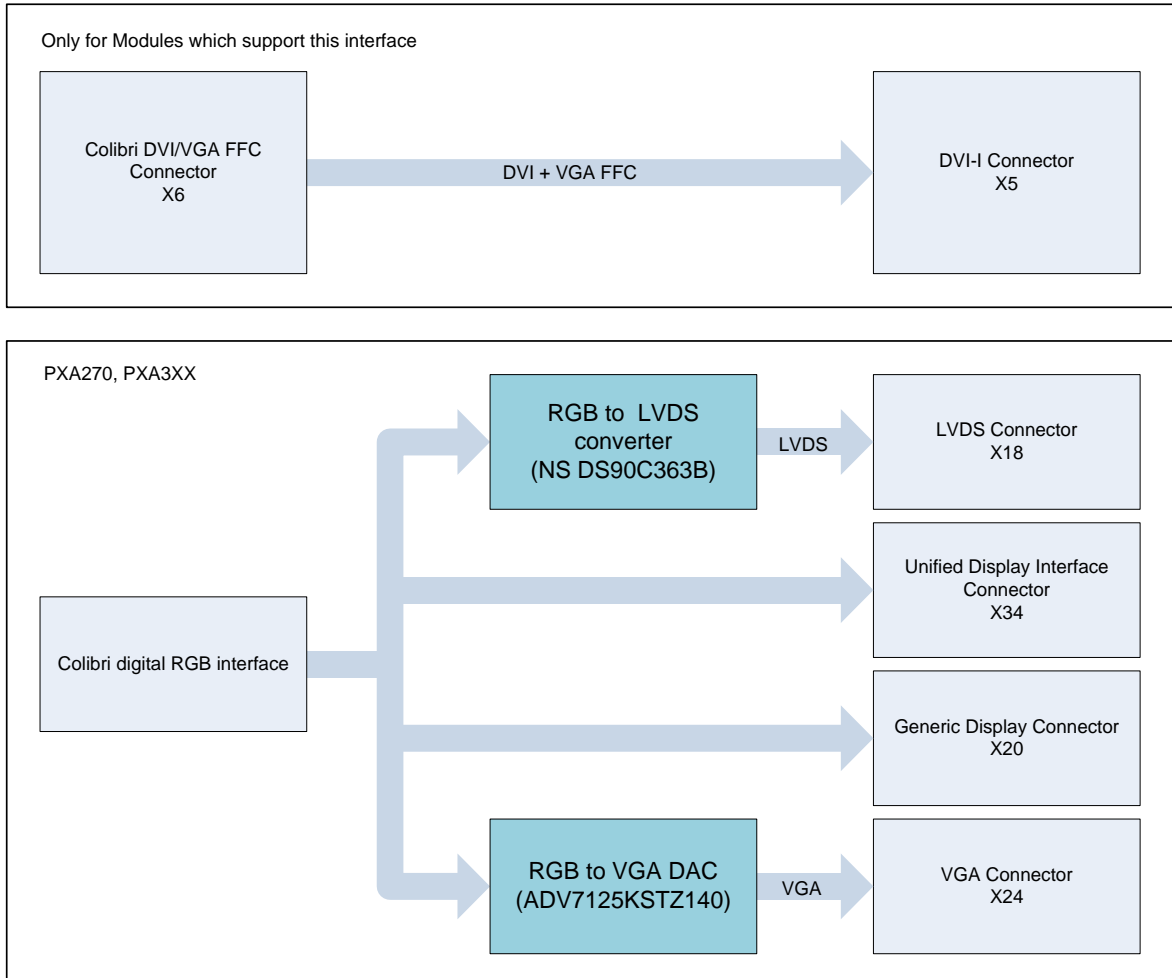 Only for Modules which support this interface
Colibri DVI/VGA FFC
Connector
X6
DVI + VGA FFC
DVI-I Connector
X5
PXA270, PXA3XX
RGB to LVDS
converter
(NS DS90C363B)
LVDS
LVDS Connector
X18
Unified Display Interface
Connector
X34
Colibri digital RGB interface
Generic Display Connector
X20
RGB to VGA DAC
(ADV7125KSTZ140)
VGA
VGA Connector
X24